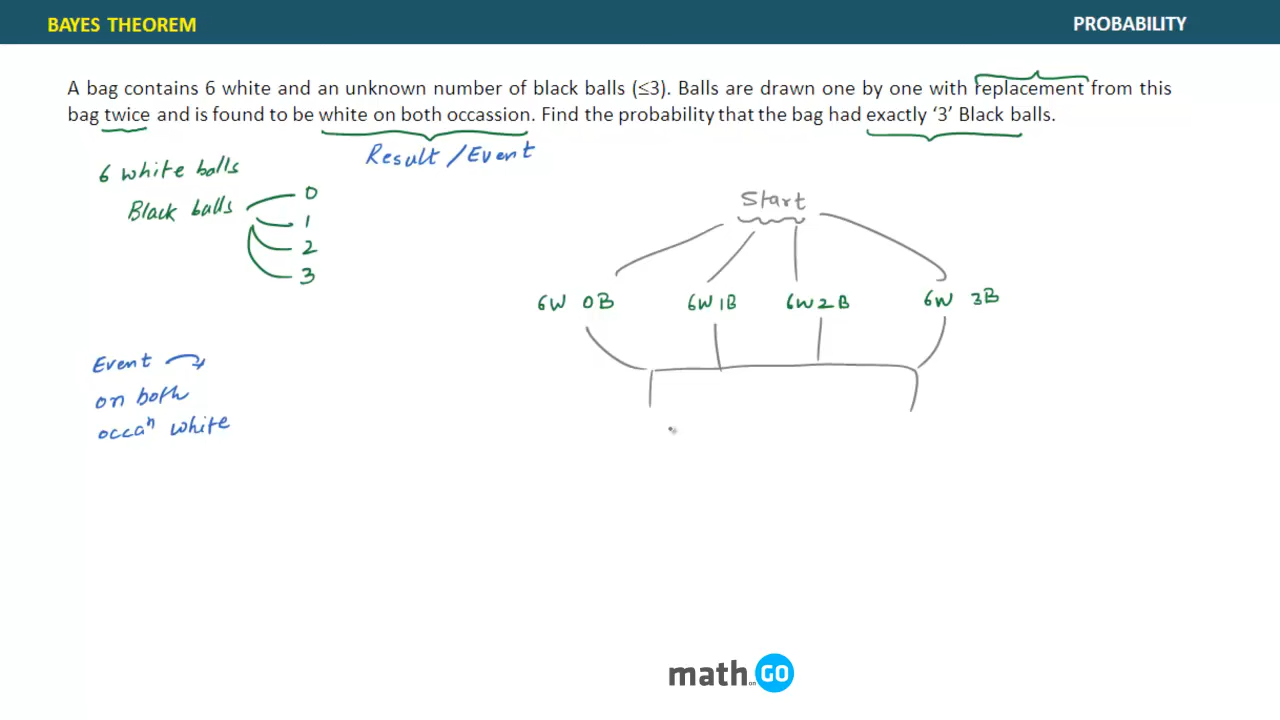 BAYES THEOREM
PROBABILITY
A bag contains 6 white and an unknown number of black balls (≤3). Balls are drawn one by one with replacement from this
bag twice and is found to be white on both occassion. Find the probability that the bag had exactly ‘3’ Black balls.
Result / Event
6 white balls
Black balls
0
1
2
3
Start
6W 0B
6W 1B
6W 2B
6W 3B
Event
on both
occaⁿ white
math on GO